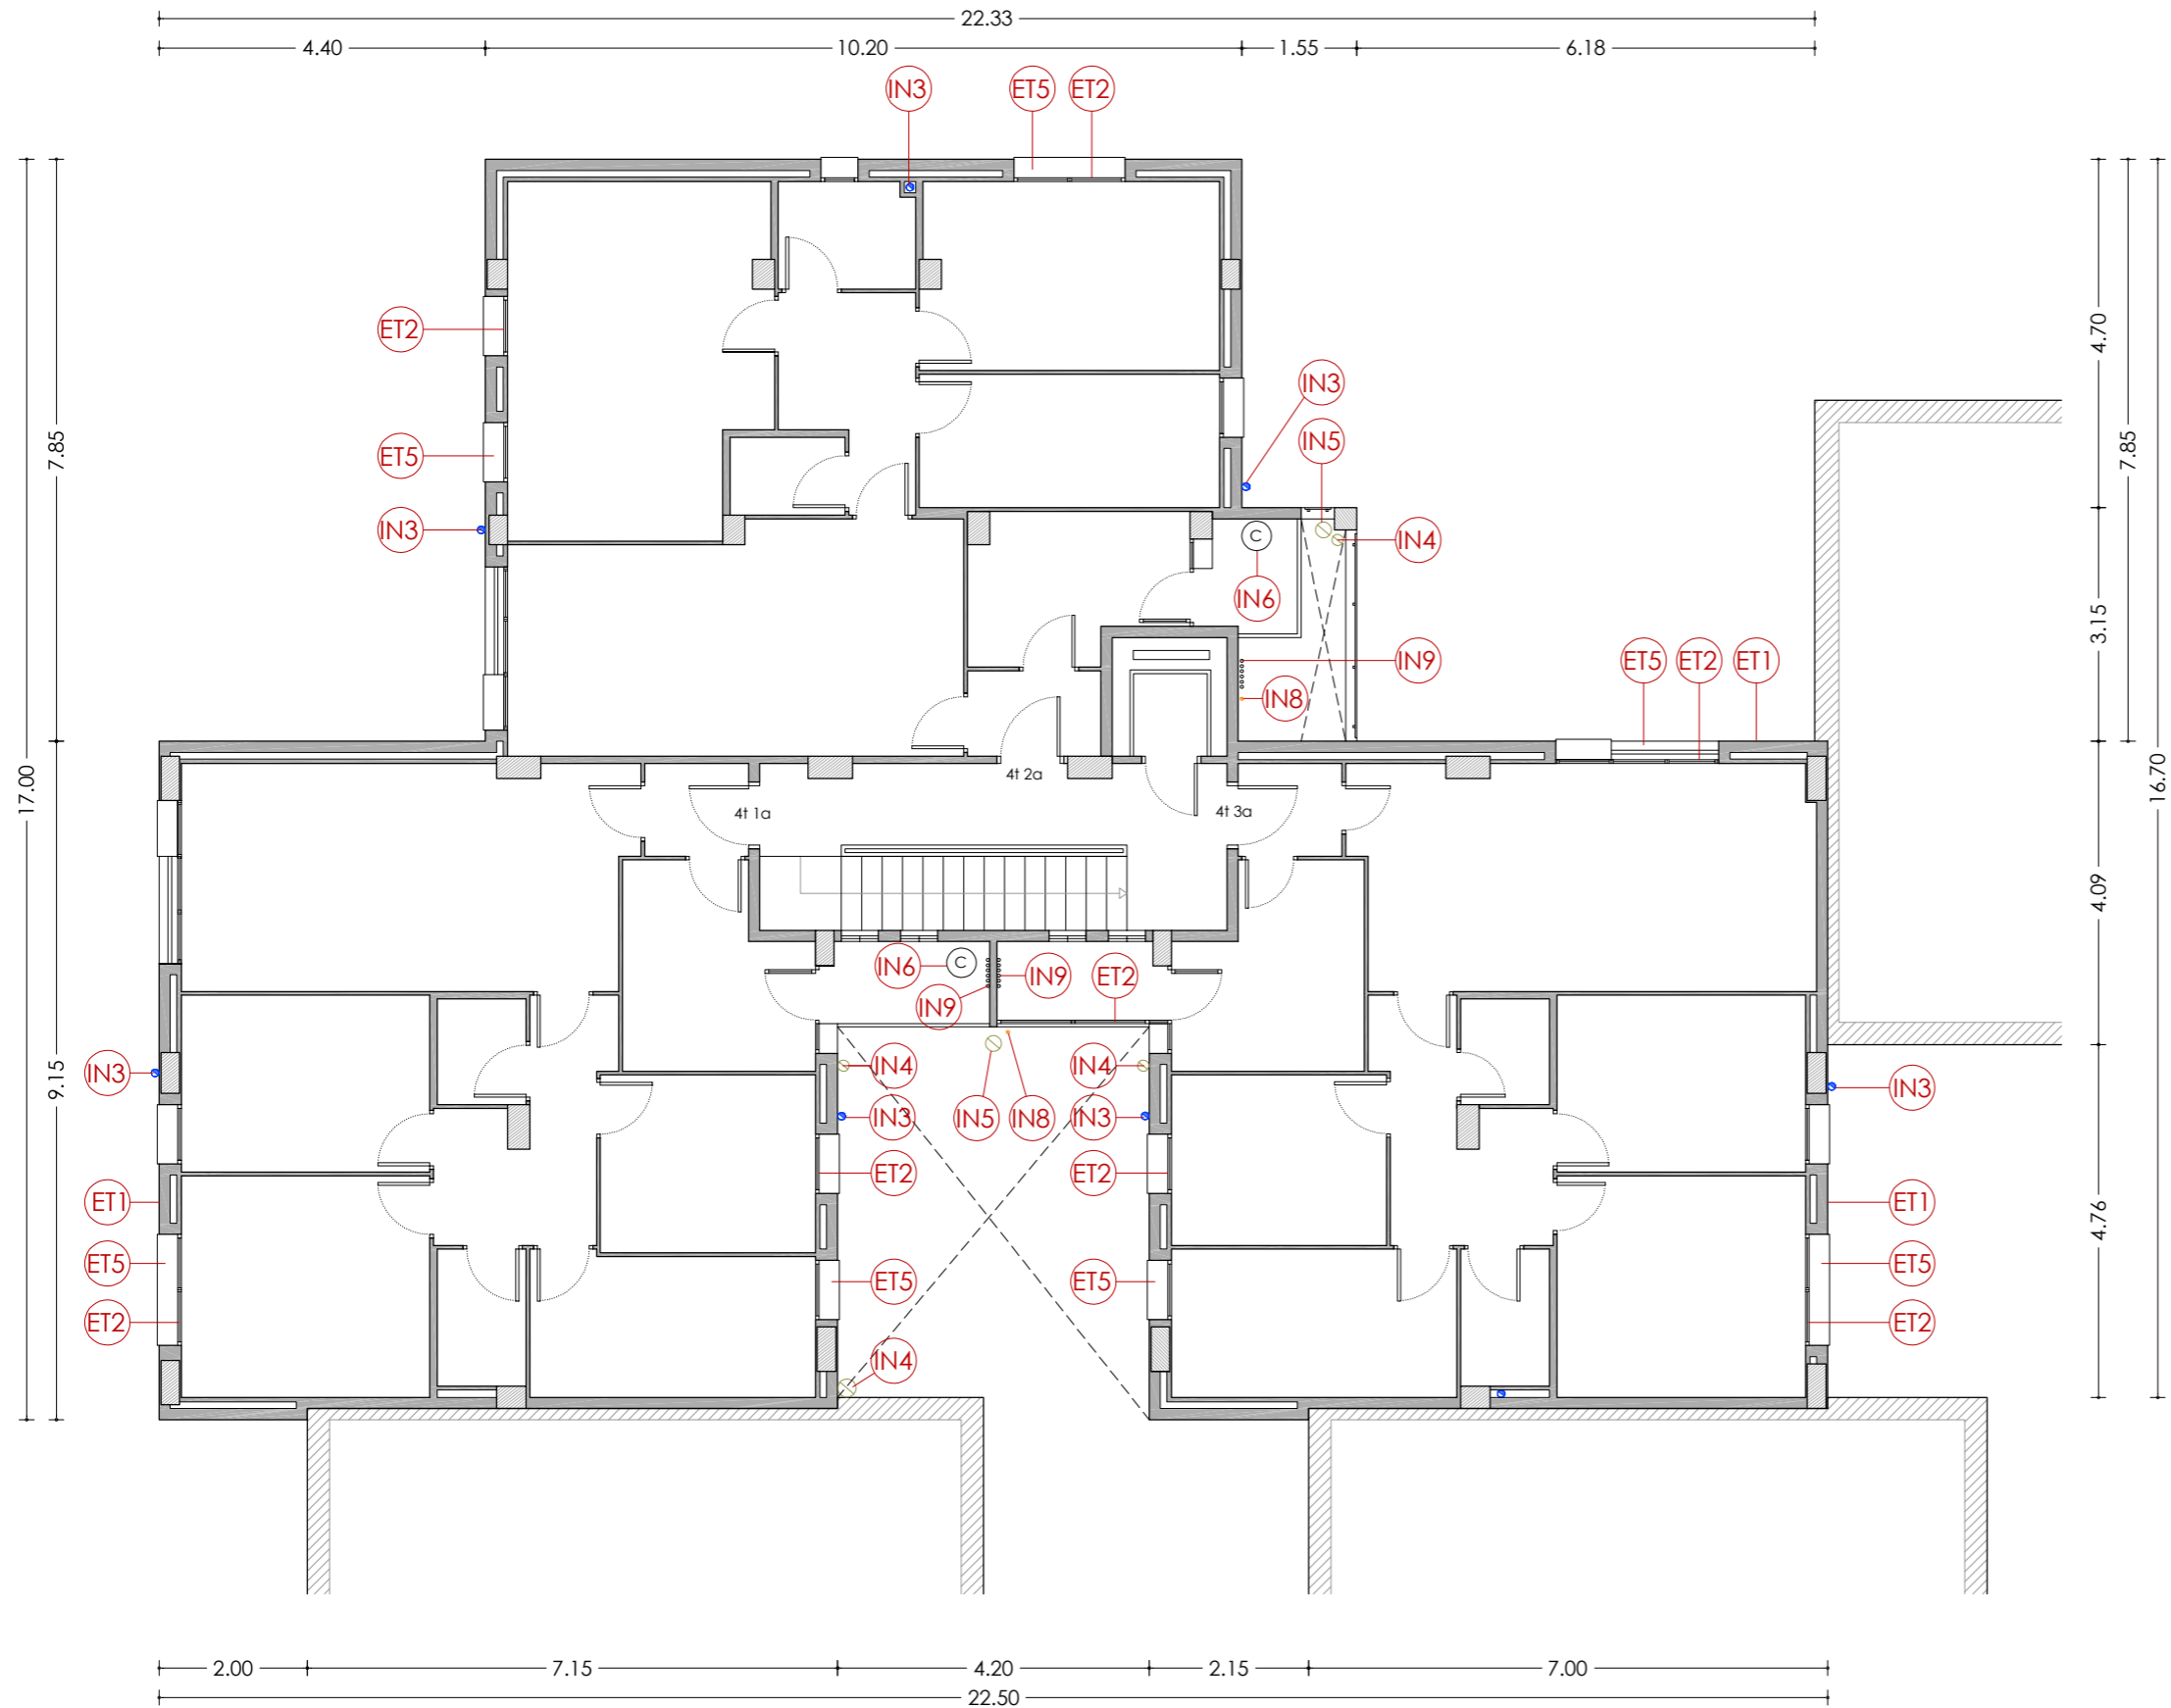 22.33
4.40 10.20 1.55 6.18
IN3 ET5 ET2
ET2
4.70
IN3
7.85 IN5 7.85
ET5
IN3 IN4
C
IN6
3.15
IN9
ET5 ET2 ET1
IN8
17.00 4t 2a 16.70
4t 1a 4t 3a
4.09
IN6 C IN9 ET2
IN9
IN3 IN4 IN4 IN3
9.15 IN3 IN5 IN8 IN3
ET2 ET2
ET1 ET1
4.76
ET5 ET5 ET5 ET5
ET2 ET2
IN4
2.00 7.15 4.20 2.15 7.00
22.50